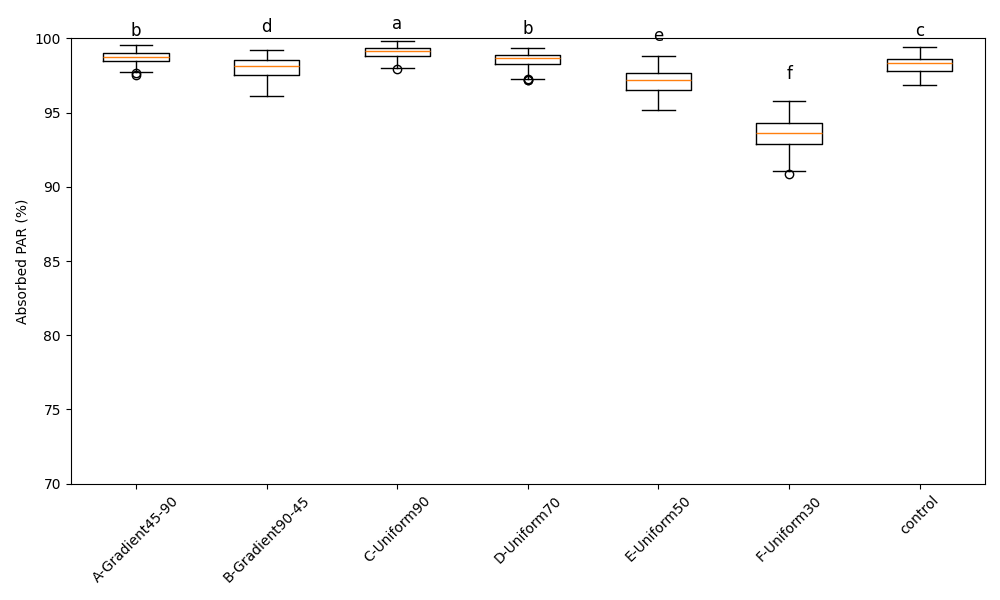 a
d
b
b
c
e
f
100
95
90
85
80
75
70
Absorbed PAR (%)
A-Gradient45-90
B-Gradient90-45
C-Uniform90
D-Uniform70
E-Uniform50
F-Uniform30
control